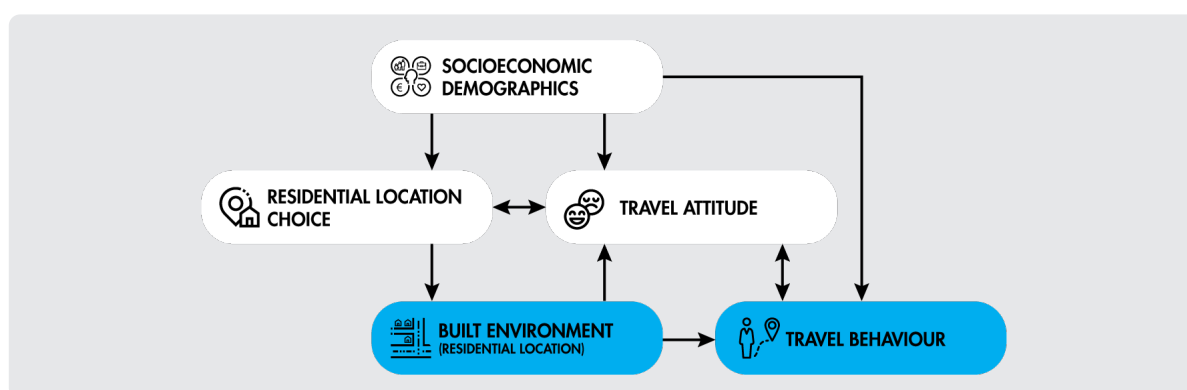 SOCIOECONOMIC
DEMOGRAPHICS
RESIDENTIAL LOCATION
CHOICE
TRAVEL ATTITUDE
BUILT ENVIRONMENT
(RESIDENTIAL LOCATION)
TRAVEL BEHAVIOUR